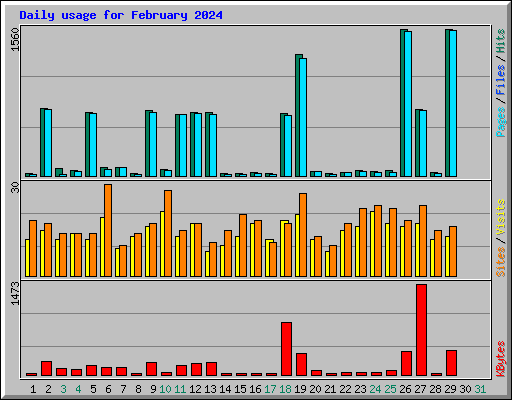 Daily usage for February 2024
1560
Pages / Files / Hits
30
Sites / Visits
1473
KBytes
1 2 3 4 5 6 7 8 9 10 11 12 13 14 15 16 17 18 19 20 21 22 23 24 25 26 27 28 29 30 31